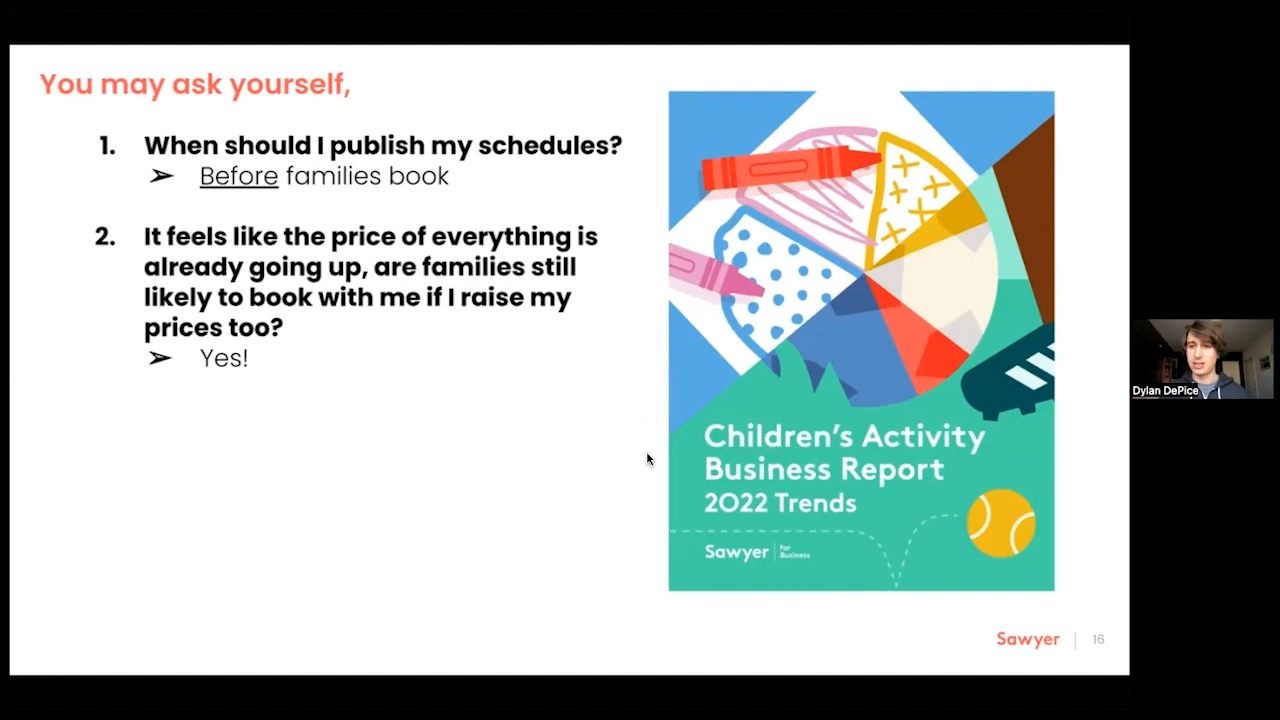 You may ask yourself,
1. When should I publish my schedules?
➢ Before families book
2. It feels like the price of everything is
already going up, are families still
likely to book with me if I raise my
prices too?
➢ Yes!
Children's Activity
Business Report
2022 Trends
Sawyer | for
Business
Sawyer | 16
Dylan DePice